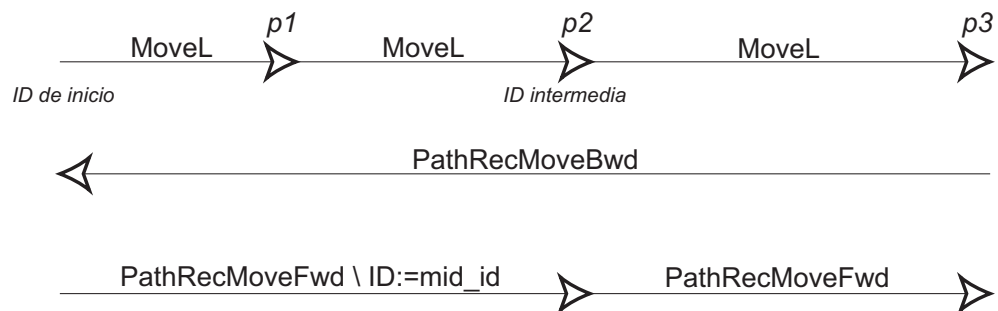 p1 p2 p3
MoveL MoveL MoveL
ID de inicio ID intermedia
PathRecMoveBwd
PathRecMoveFwd \ ID:=mid_id PathRecMoveFwd